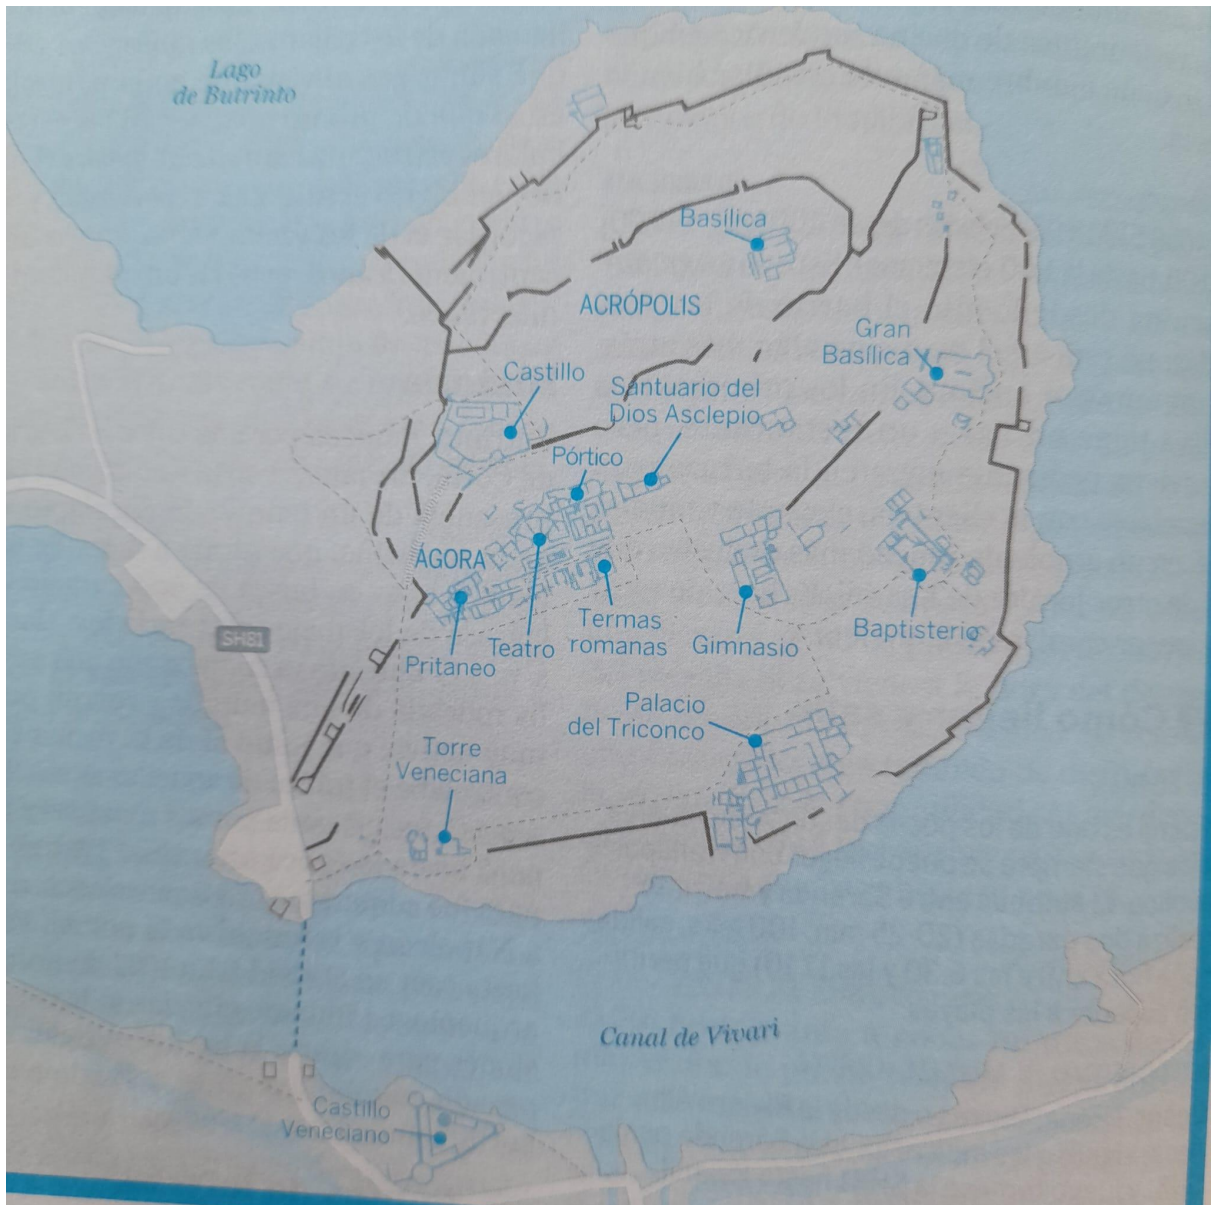 Lago
de Butrinto
Basílica
ACRÓPOLIS
Gran
Basílica
Castillo
Santuario del
Dios Asclepio
Pórtico
ÁGORA
SH81
Pritaneo
Teatro
Termas
romanas
Gimnasio
Baptisterio
Palacio
del Triconco
Torre
Veneciana
Canal de Vivari
Castillo
Veneciano